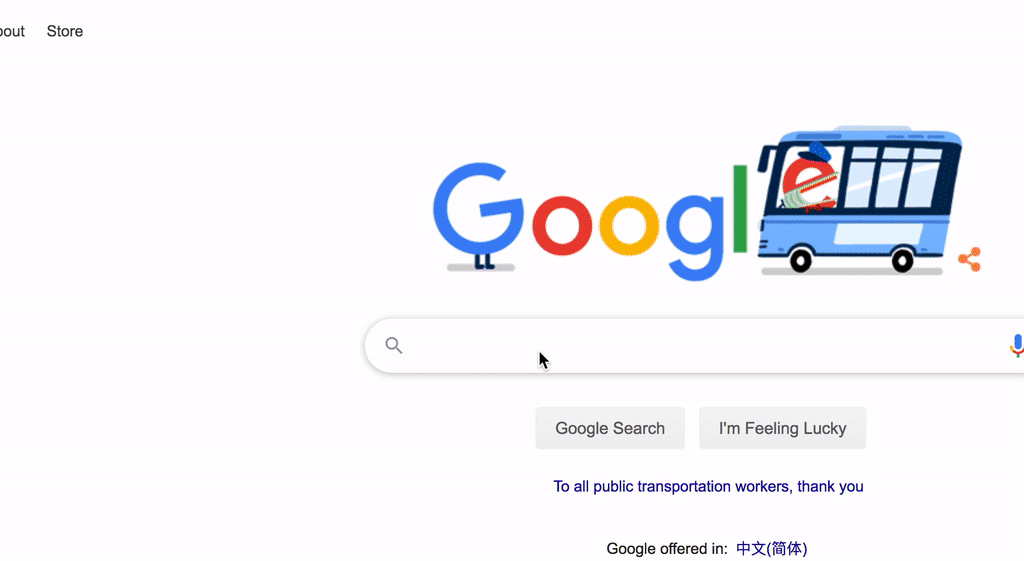 bout Store
Google
Google Search I'm Feeling Lucky
To all public transportation workers, thank you
Google offered in: 中文(简体)